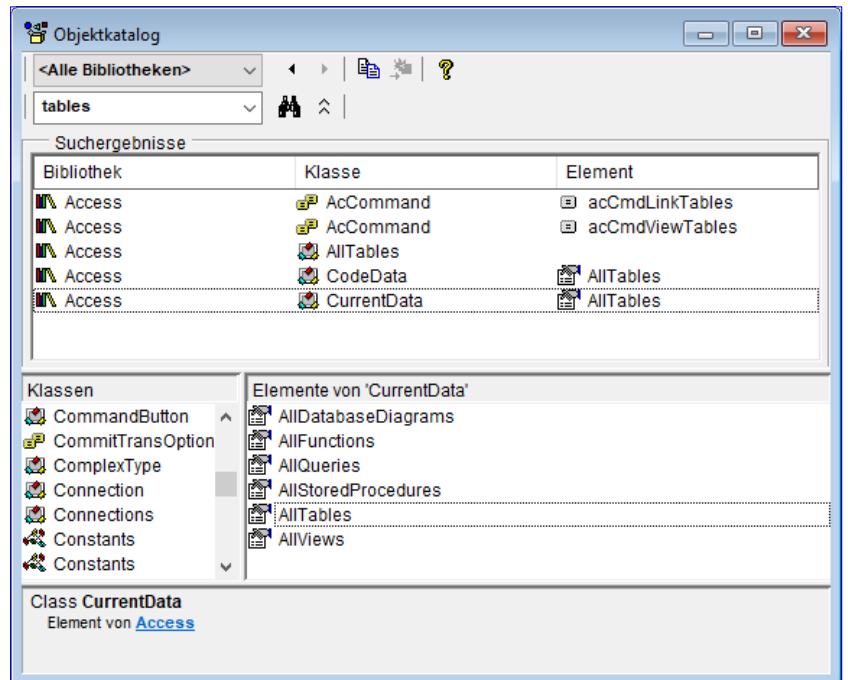 Objektkatalog
<Alle Bibliotheken>
tables
Suchergebnisse
Bibliothek Klasse Element
Access AcCommand acCmdLinkTables
Access AcCommand acCmdViewTables
Access AllTables
Access CodeData AllTables
Access CurrentData AllTables
Klassen Elemente von 'CurrentData'
CommandButton AllDatabaseDiagrams
CommitTransOption AllFunctions
ComplexType AllQueries
Connection AllStoredProcedures
Connections AllTables
Constants AllViews
Constants
Class CurrentData
Element von Access